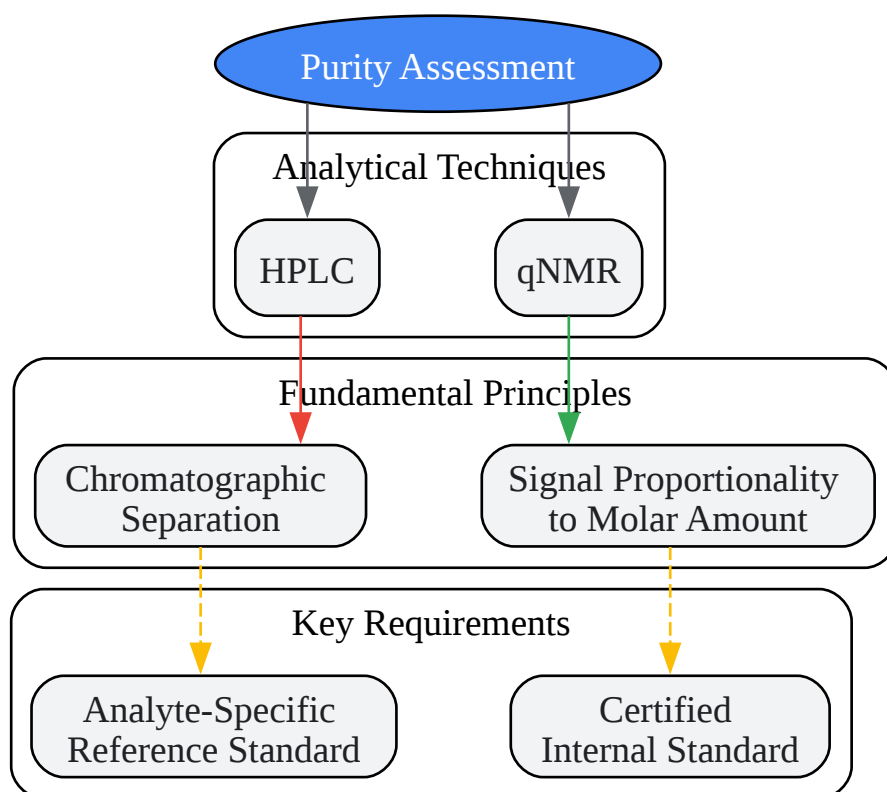 Purity Assessment
Analytical Techniques
HPLC
qNMR
Fundamental Principles
Chromatographic
Separation
Signal Proportionality
to Molar Amount
Key Requirements
Analyte-Specific
Reference Standard
Certified
Internal Standard